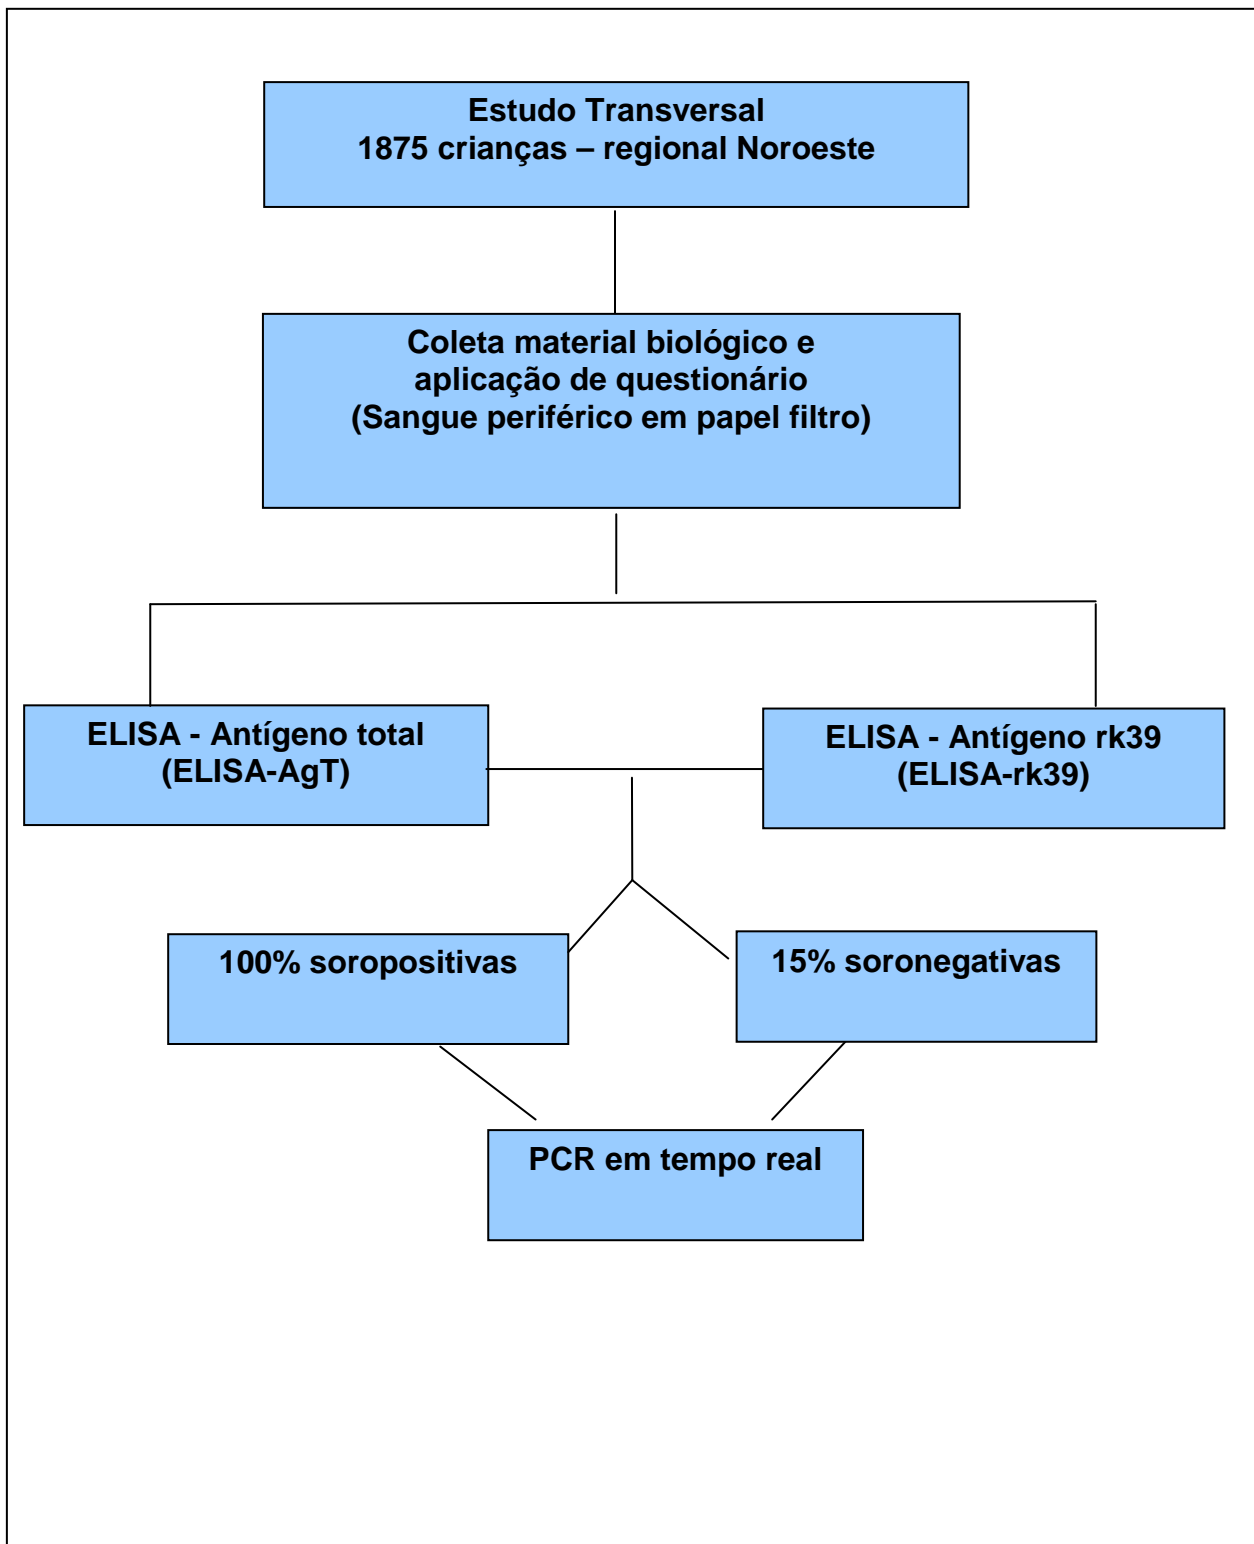 Estudo Transversal
1875 crianças – regional Noroeste
Coleta material biológico e
aplicação de questionário
(Sangue periférico em papel filtro)
ELISA - Antígeno total
(ELISA-AgT)
ELISA - Antígeno rk39
(ELISA-rk39)
100% soropositivas
15% soronegativas
PCR em tempo real